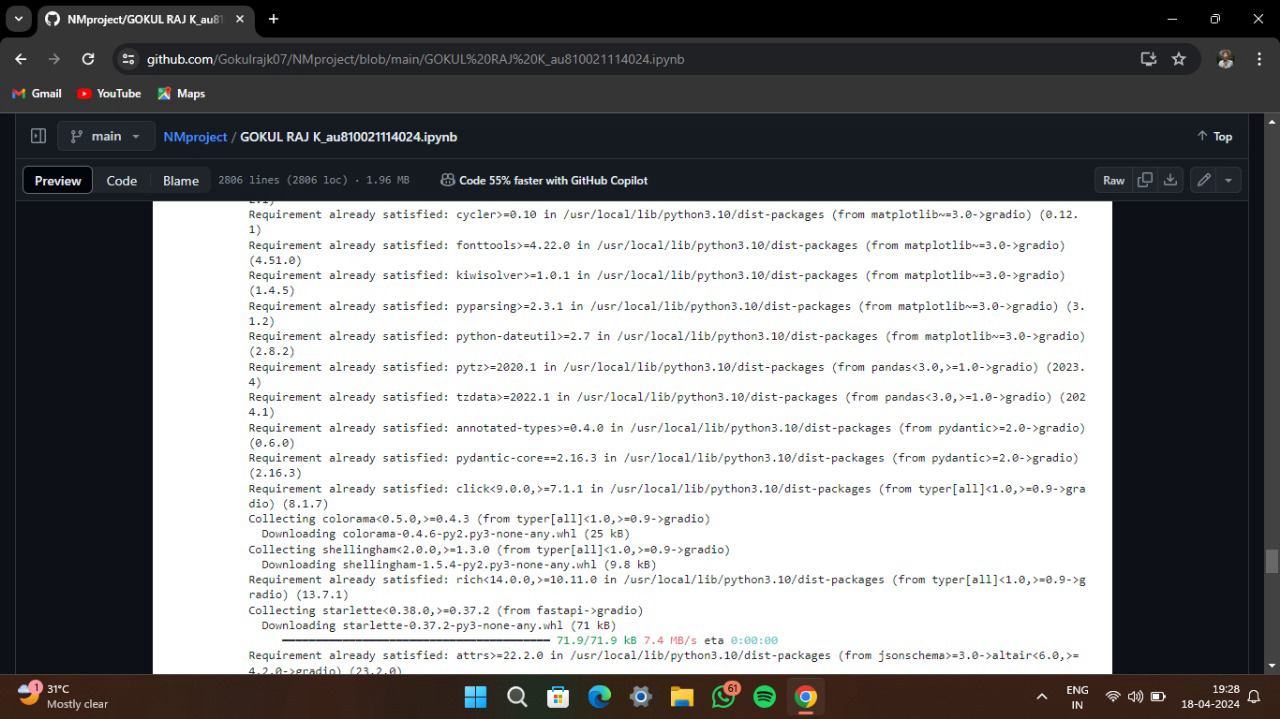 NMproject/GOKUL RAJ K_au81
github.com/Gokulrajk07/NMproject/blob/main/GOKUL%20RAJ%20K_au810021114024.ipynb
Gmail YouTube Maps
main NMproject / GOKUL RAJ K_au810021114024.ipynb Top
Preview Code Blame 2806 lines (2806 loc) · 1.96 MB Code 55% faster with GitHub Copilot Raw
2.1)
Requirement already satisfied: cycler>=0.10 in /usr/local/lib/python3.10/dist-packages (from matplotlib~=3.0->gradio) (0.12.
1)
Requirement already satisfied: fonttools>=4.22.0 in /usr/local/lib/python3.10/dist-packages (from matplotlib~=3.0->gradio)
(4.51.0)
Requirement already satisfied: kiwisolver>=1.0.1 in /usr/local/lib/python3.10/dist-packages (from matplotlib~=3.0->gradio)
(1.4.5)
Requirement already satisfied: pyparsing>=2.3.1 in /usr/local/lib/python3.10/dist-packages (from matplotlib~=3.0->gradio) (3.
1.2)
Requirement already satisfied: python-dateutil>=2.7 in /usr/local/lib/python3.10/dist-packages (from matplotlib~=3.0->gradio)
(2.8.2)
Requirement already satisfied: pytz>=2020.1 in /usr/local/lib/python3.10/dist-packages (from pandas<3.0,>=1.0->gradio) (2023.
4)
Requirement already satisfied: tzdata>=2022.1 in /usr/local/lib/python3.10/dist-packages (from pandas<3.0,>=1.0->gradio) (202
4.1)
Requirement already satisfied: annotated-types>=0.4.0 in /usr/local/lib/python3.10/dist-packages (from pydantic>=2.0->gradio)
(0.6.0)
Requirement already satisfied: pydantic-core==2.16.3 in /usr/local/lib/python3.10/dist-packages (from pydantic>=2.0->gradio)
(2.16.3)
Requirement already satisfied: click<9.0.0,>=7.1.1 in /usr/local/lib/python3.10/dist-packages (from typer[all]<1.0,>=0.9->gra
dio) (8.1.7)
Collecting colorama<0.5.0,>=0.4.3 (from typer[all]<1.0,>=0.9->gradio)
Downloading colorama-0.4.6-py2.py3-none-any.whl (25 kB)
Collecting shellingham<2.0.0,>=1.3.0 (from typer[all]<1.0,>=0.9->gradio)
Downloading shellingham-1.5.4-py2.py3-none-any.whl (9.8 kB)
Requirement already satisfied: rich<14.0.0,>=10.11.0 in /usr/local/lib/python3.10/dist-packages (from typer[all]<1.0,>=0.9->g
radio) (13.7.1)
Collecting starlette<0.38.0,>=0.37.2 (from fastapi->gradio)
Downloading starlette-0.37.2-py3-none-any.whl (71 kB)
71.9/71.9 kB 7.4 MB/s eta 0:00:00
Requirement already satisfied: attrs>=22.2.0 in /usr/local/lib/python3.10/dist-packages (from jsonschema>=3.0->altair<6.0,>=
4.2.0->gradio) (23.2.0)
1 31°C
Mostly clear
61
ENG
IN
19:28
18-04-2024